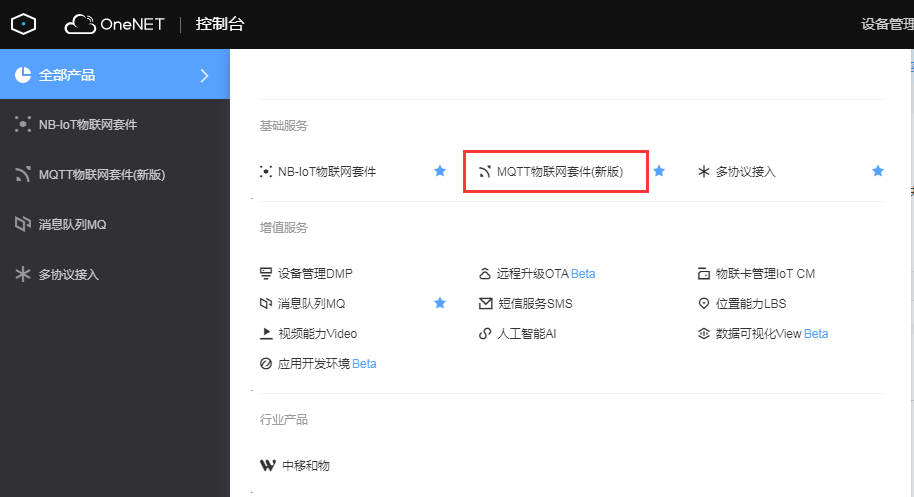 OneNET 控制台 设备管理
全部产品
NB-IoT物联网套件
MQTT物联网套件(新版)
消息队列MQ
多协议接入
基础服务
NB-IoT物联网套件 MQTT物联网套件(新版) 多协议接入
增值服务
设备管理DMP 远程升级OTA Beta 物联卡管理IoT CM
消息队列MQ 短信服务SMS 位置能力LBS
视频能力Video 人工智能AI 数据可视化View Beta
应用开发环境 Beta
行业产品
中移和物